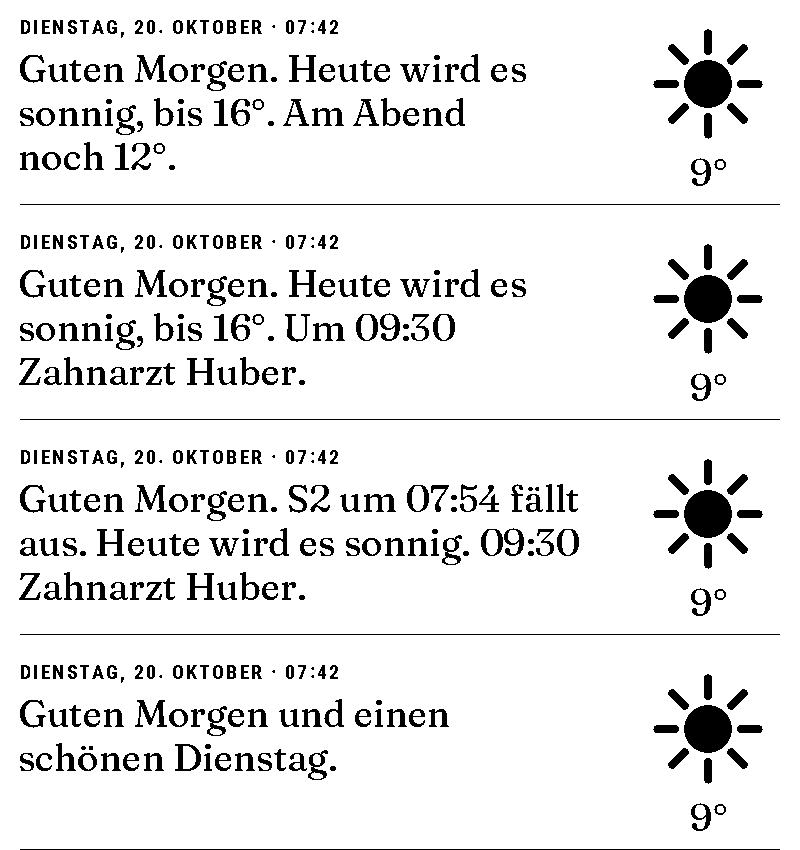 DIENSTAG, 20. OKTOBER · 07:42
Guten Morgen. Heute wird es
sonnig, bis 16°. Am Abend
noch 12°.
9°
DIENSTAG, 20. OKTOBER · 07:42
Guten Morgen. Heute wird es
sonnig, bis 16°. Um 09:30
Zahnarzt Huber.
9°
DIENSTAG, 20. OKTOBER · 07:42
Guten Morgen. S2 um 07:54 fällt
aus. Heute wird es sonnig. 09:30
Zahnarzt Huber.
9°
DIENSTAG, 20. OKTOBER · 07:42
Guten Morgen und einen
schönen Dienstag.
9°